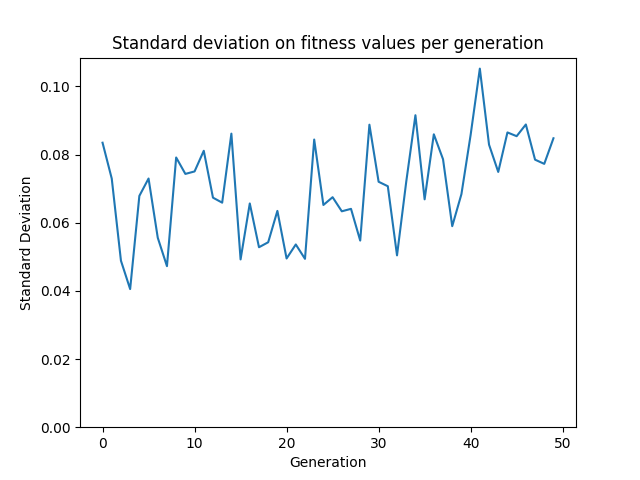 Standard deviation on fitness values per generation
Standard Deviation
0.10
0.08
0.06
0.04
0.02
0.00
0 10 20 30 40 50
Generation